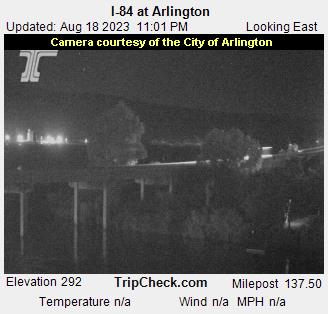 I-84 at Arlington
Updated: Aug 18 2023 11:01 PM Looking East
Camera courtesy of the City of Arlington
Elevation 292 TripCheck.com Milepost 137.50
Temperature n/a Wind n/a MPH n/a